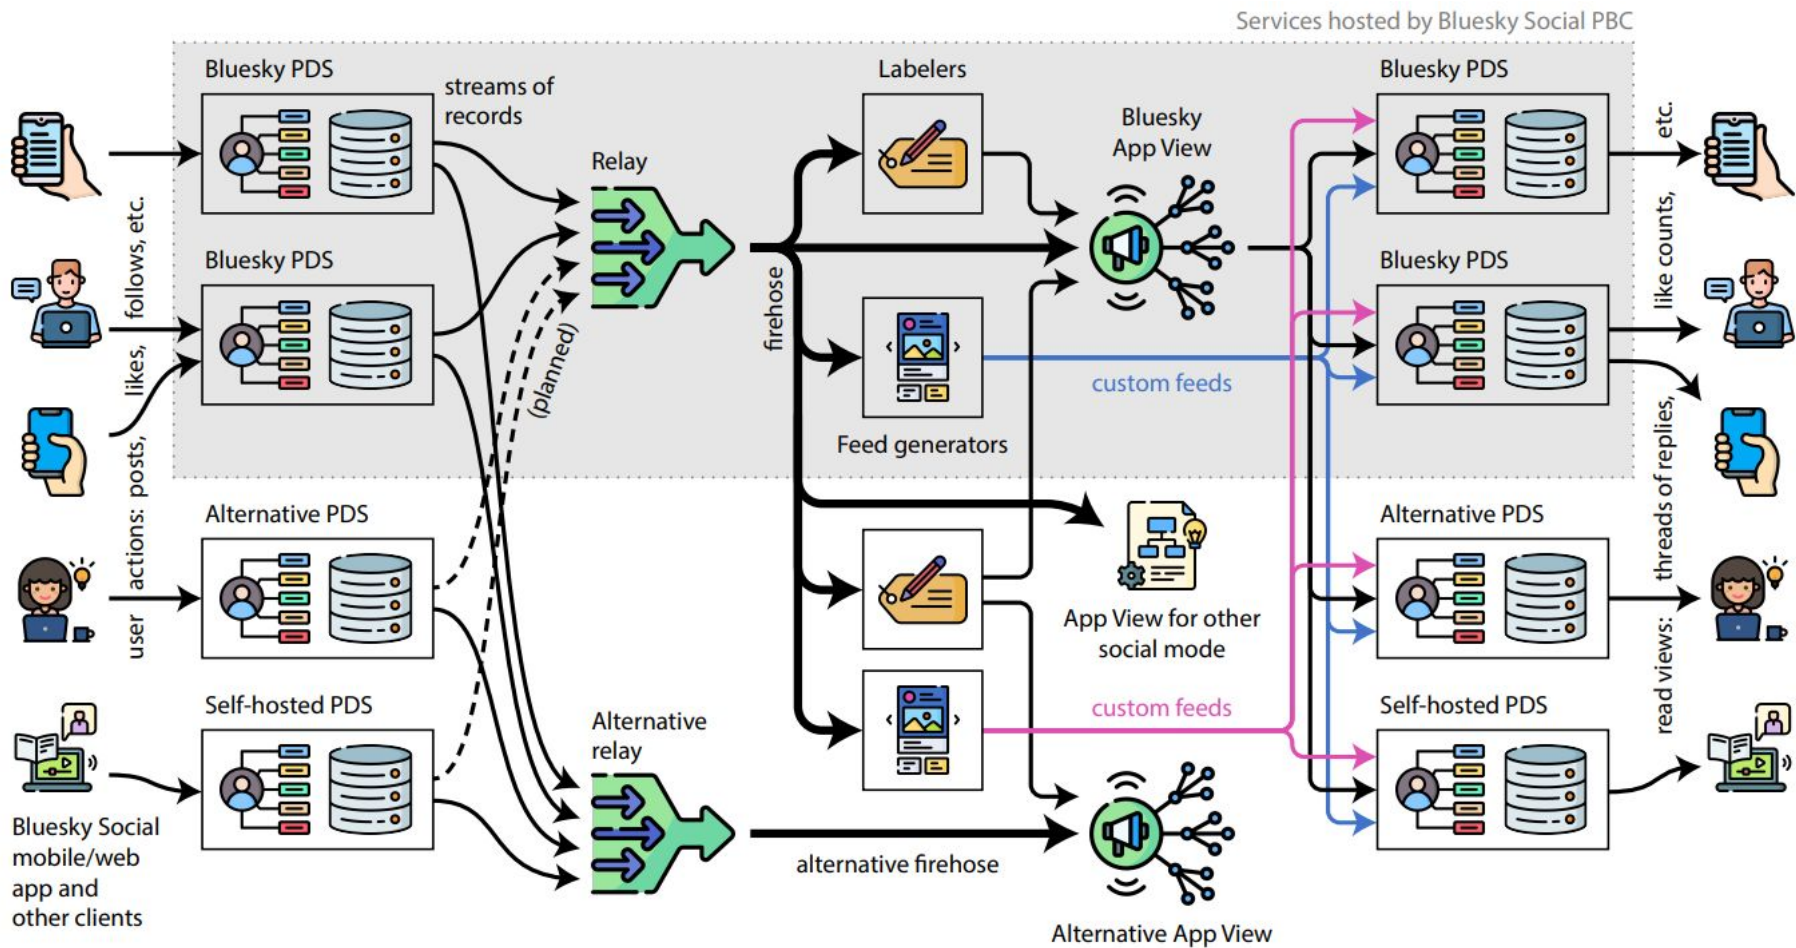 Services hosted by Bluesky Social PBC
Bluesky PDS
streams of
records
Labelers
Bluesky PDS
Relay
Bluesky
App View
Bluesky PDS
Bluesky PDS
firehose
(planned)
custom feeds
Feed generators
Alternative PDS
Alternative PDS
App View for other
social mode
Self-hosted PDS
custom feeds
Self-hosted PDS
Alternative
relay
alternative firehose
Alternative App View
Bluesky Social
mobile/web
app and
other clients
user actions: posts, likes, follows, etc.
read views: threads of replies, like counts, etc.